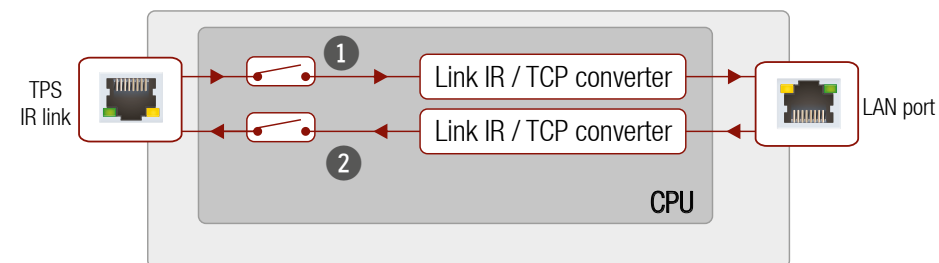 1
TPS
IR link
Link IR / TCP converter
LAN port
Link IR / TCP converter
2
CPU